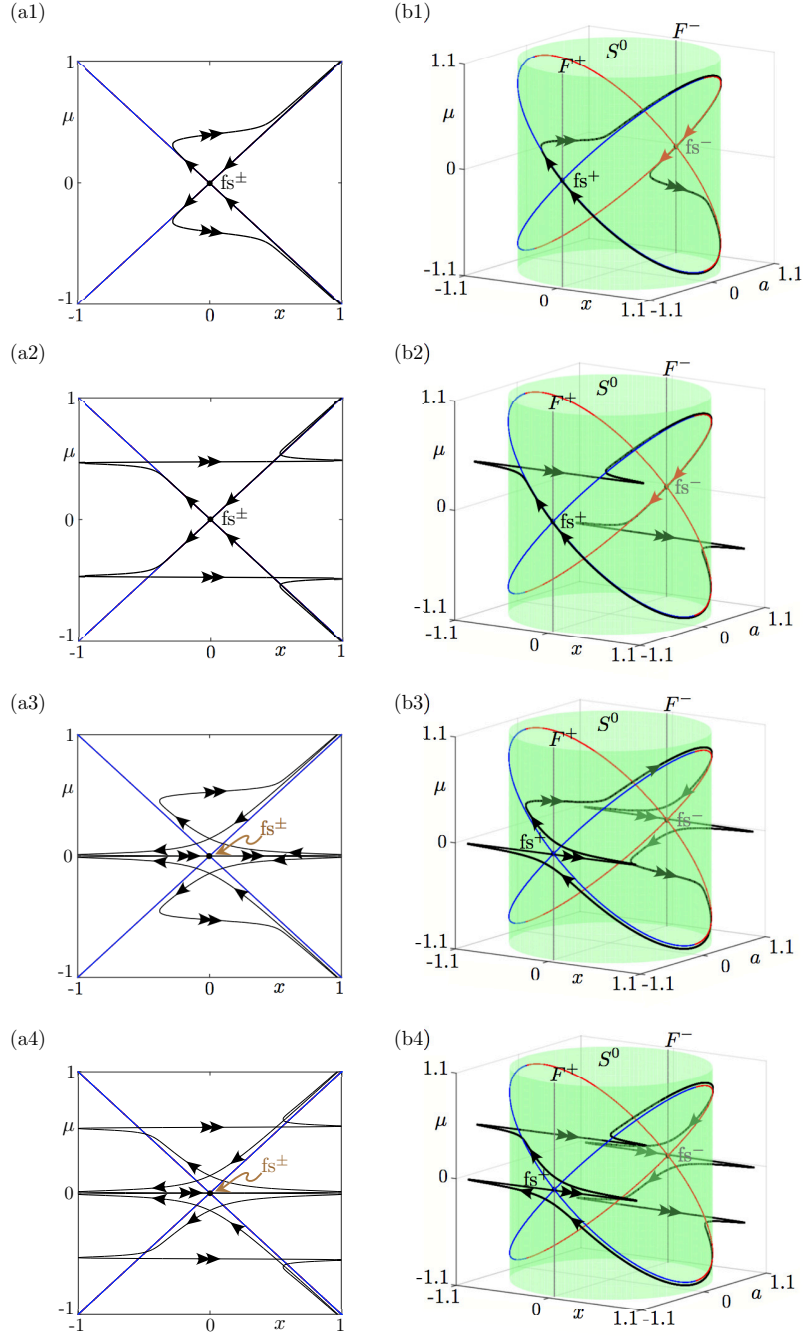 (a1)
1
μ
0
-1
-1
0
x
1
fs±
(b1)
1.1
μ
0
-1.1
-1.1
0
x
1.1
-1.1
0
a
1.1
F+
S0
F−
fs+
fs−
(a2)
1
μ
0
-1
-1
0
x
1
fs±
(b2)
1.1
μ
0
-1.1
-1.1
0
x
1.1
-1.1
0
a
1.1
F+
S0
F−
fs+
fs−
(a3)
1
μ
0
-1
-1
0
x
1
fs±
(b3)
1.1
μ
0
-1.1
-1.1
0
x
1.1
-1.1
0
a
1.1
F+
S0
F−
fs+
fs−
(a4)
1
μ
0
-1
-1
0
x
1
fs±
(b4)
1.1
μ
0
-1.1
-1.1
0
x
1.1
-1.1
0
a
1.1
F+
S0
F−
fs+
fs−